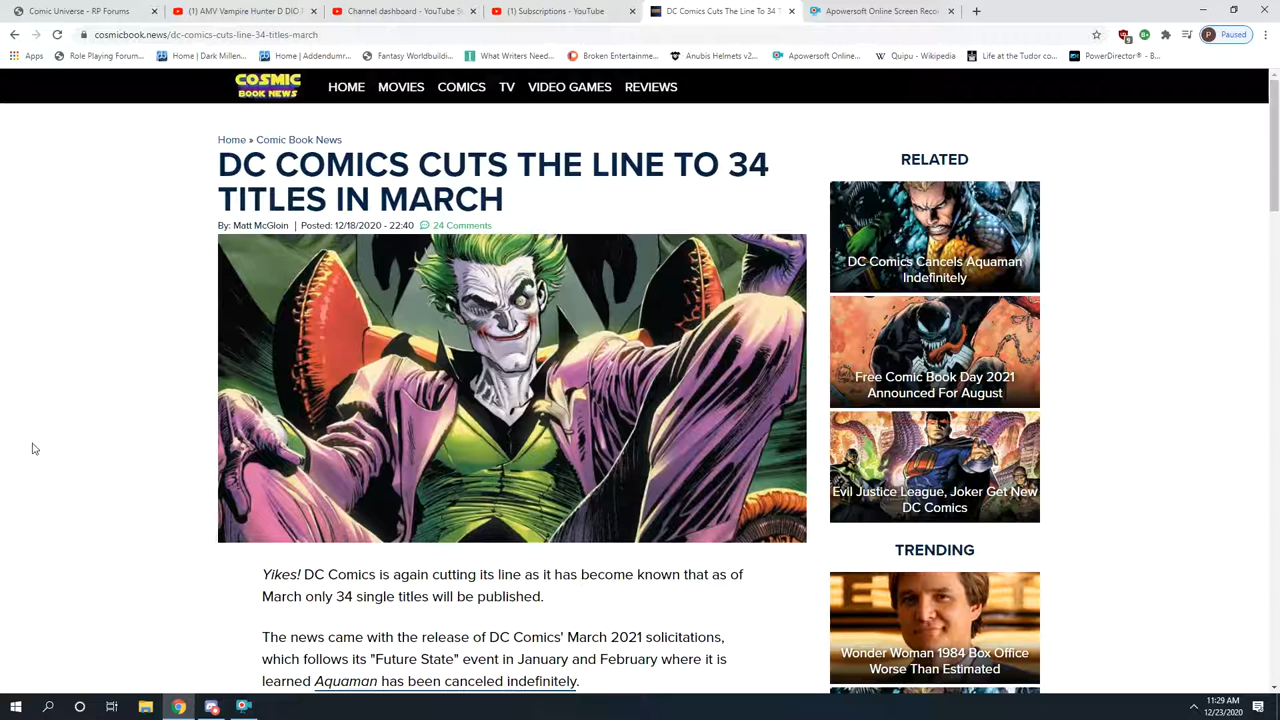 Comic Universe - RP Forums
(1) AMV Vampire Hunter D DIO.
Channel dashboard - YouTube S
(1) Subscriptions - YouTube
DC Comics Cuts The Line To 34 T
Apowersoft Online Screen Reco
comicbook.news/dc-comics-cuts-line-34-titles-march
Paused
Apps
Role Playing Forum...
Home | Dark Millen...
Home | Addendumr...
Fantasy Worldbuildi...
What Writers Need...
Broken Entertainme...
Anubis Helmets v2...
Apowersoft Online...
Quipu - Wikipedia
Life at the Tudor co...
PowerDirector® - B...
COSMIC
BOOK NEWS
HOME MOVIES COMICS TV VIDEO GAMES REVIEWS
Home » Comic Book News
DC COMICS CUTS THE LINE TO 34
TITLES IN MARCH
By: Matt McGloin | Posted: 12/18/2020 - 22:40 24 Comments
Yikes! DC Comics is again cutting its line as it has become known that as of
March only 34 single titles will be published.
The news came with the release of DC Comics' March 2021 solicitations,
which follows its "Future State" event in January and February where it is
learned Aquaman has been canceled indefinitely.
RELATED
DC Comics Cancels Aquaman
Indefinitely
Free Comic Book Day 2021
Announced For August
Evil Justice League, Joker Get New
DC Comics
TRENDING
Wonder Woman 1984 Box Office
Worse Than Estimated
11:29 AM
12/23/2020